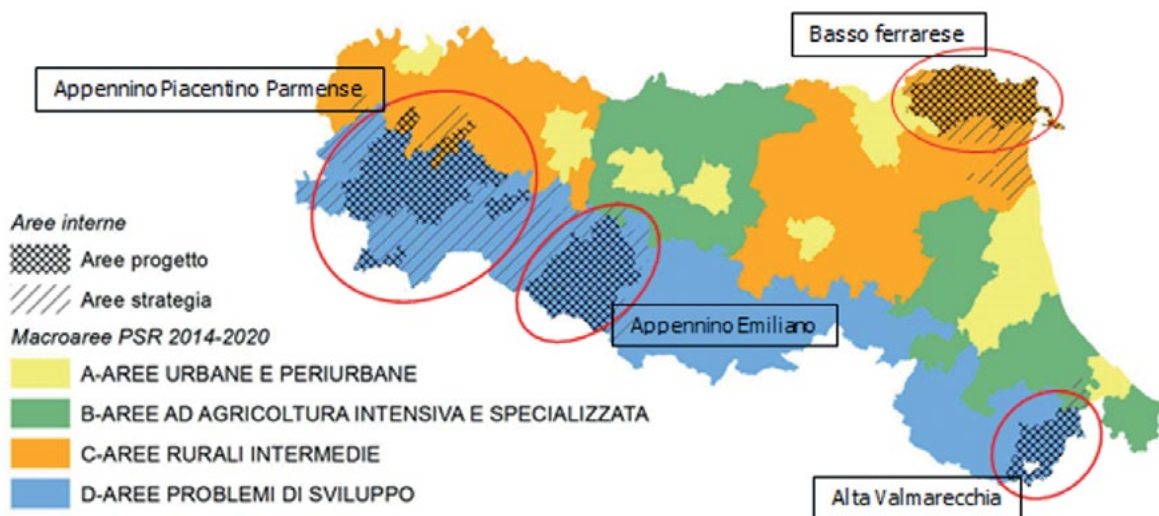 Basso ferrarese
Appennino Piacentino Parmense
Aree interne
Aree progetto
Aree strategia
Macroaree PSR 2014-2020
A-AREE URBANE E PERIURBANE
B-AREE AD AGRICOLTURA INTENSIVA E SPECIALIZZATA
C-AREE RURALI INTERMEDIE
D-AREE PROBLEMI DI SVILUPPO
Appennino Emiliano
Alta Valmarecchia